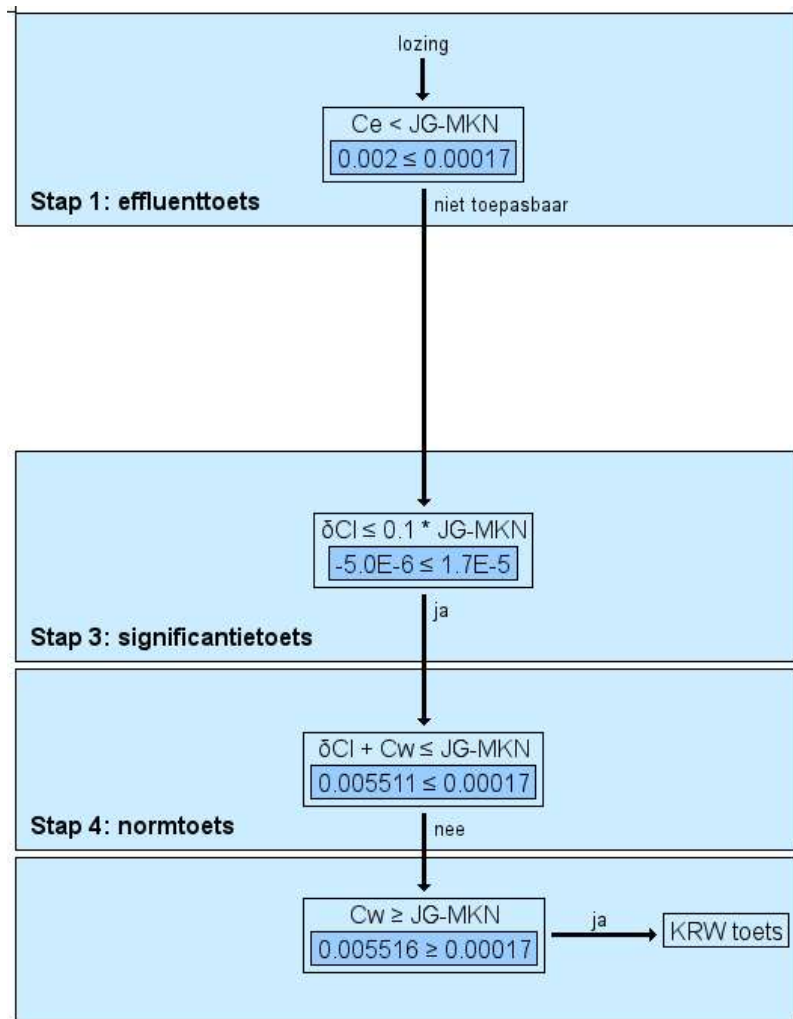 lozing
Ce < JG-MKN
0.002 ≤ 0.00017
Stap 1: effluenttoets
niet toepasbaar
δCl ≤ 0.1 * JG-MKN
-5.0E-6 ≤ 1.7E-5
ja
Stap 3: significantietoets
δCl + Cw ≤ JG-MKN
0.005511 ≤ 0.00017
Stap 4: normtoets
nee
Cw ≥ JG-MKN
0.005516 ≥ 0.00017
ja
KRW toets